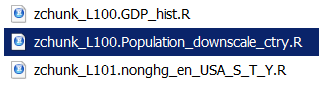 zchunk_L100.GDP_hist.R
zchunk_L100.Population_downscale_ctry.R
zchunk_L101.nonghg_en_USA_S_T_Y.R